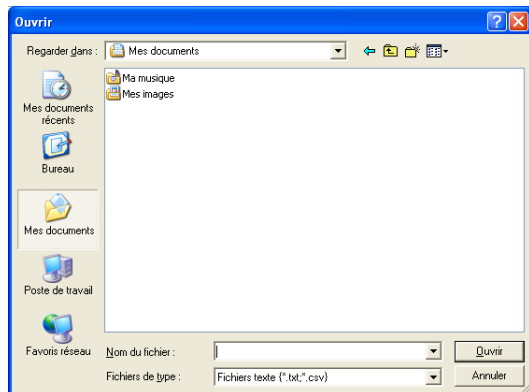 Ouvrir
Regarder dans :
Mes documents
Ma musique
Mes images
Mes documents
récents
Bureau
Mes documents
Poste de travail
Favoris réseau
Nom du fichier :
Ouvrir
Fichiers de type :
Fichiers texte (*.txt;*.csv)
Annuler